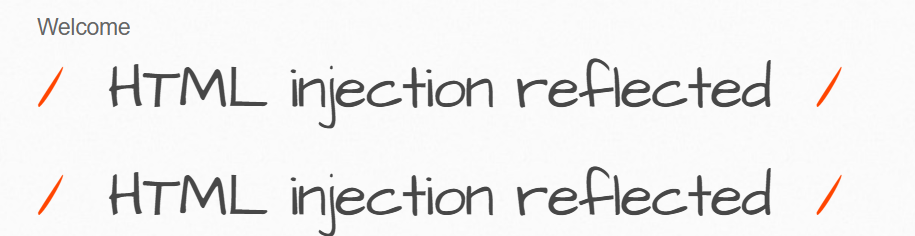 Welcome
/ HTML injection reflected /
/ HTML injection reflected /